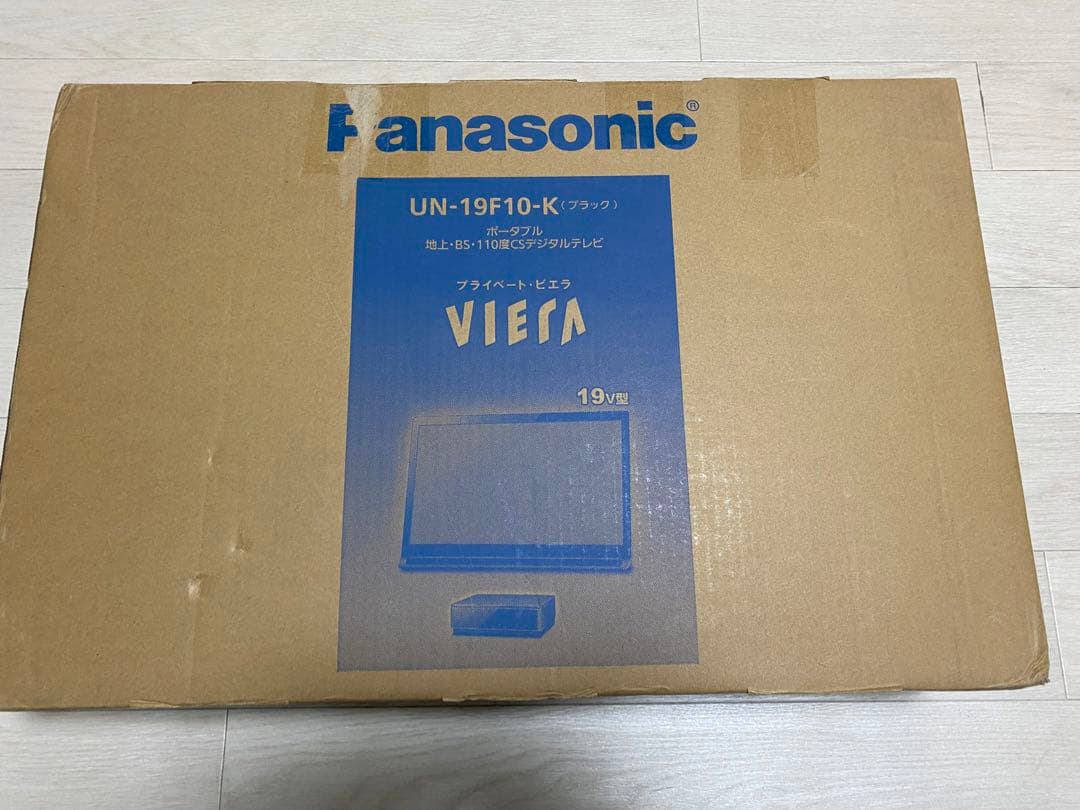 Panasonic®
UN-19F10-K（ブラック）
ポータブル
地上・BS・110度CSデジタルテレビ
プライベート・ビエラ
VIERA
19V型